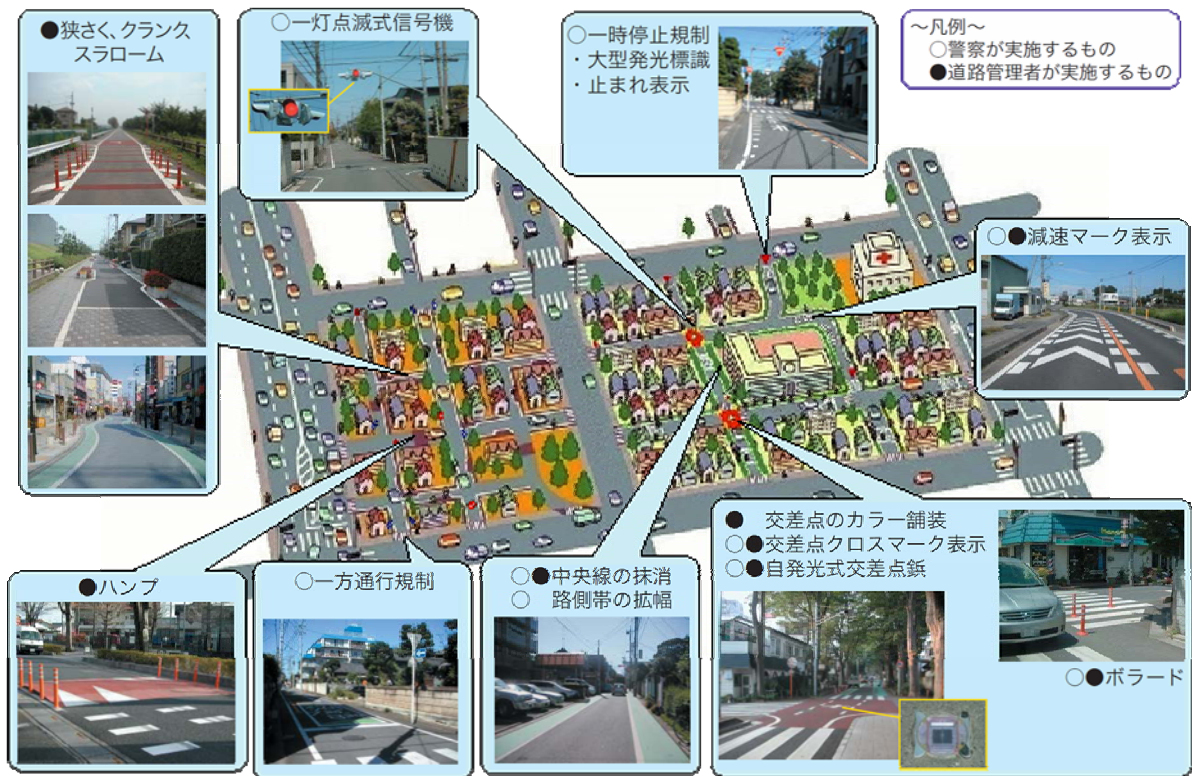 ●狭さく、クランク
スラローム
○一灯点滅式信号機
○一時停止規制
・大型発光標識
・止まれ表示
～凡例～
○警察が実施するもの
●道路管理者が実施するもの
○●減速マーク表示
●ハンプ
○一方通行規制
○●中央線の抹消
○　路側帯の拡幅
●　交差点のカラー舗装
○●交差点クロスマーク表示
○●自発光式交差点鋲
○●ボラード